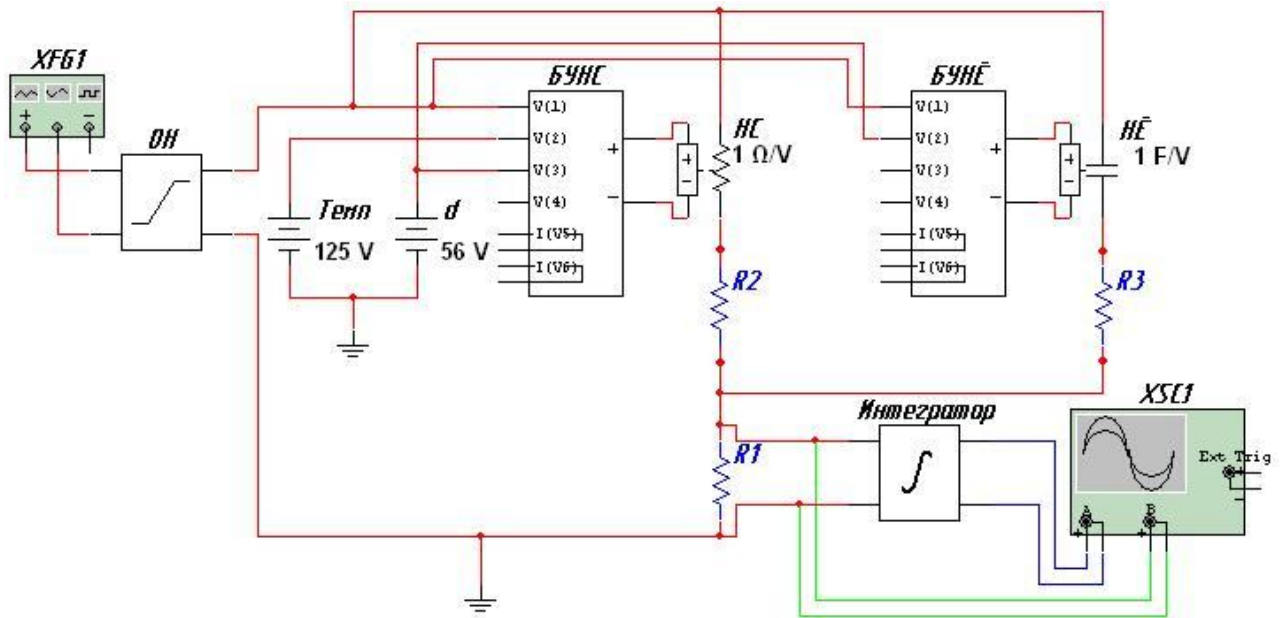 XFG1
ОН
БУНС
БУНЁ
V(1)
V(2)
V(3)
V(4)
I(V5)
I(V6)
V(1)
V(2)
V(3)
V(4)
I(V5)
I(V6)
НС
1 Ω/V
НЁ
1 F/V
Темп
125 V
d
56 V
R2
R3
R1
Интегратор
XSC1
Ext Trig
A
B